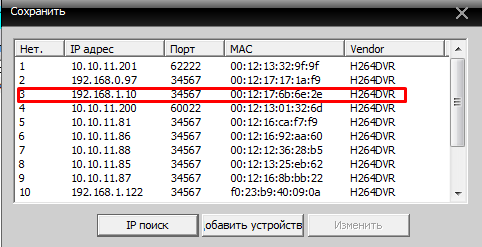 Сохранить
Нет. IP адрес Порт MAC Vendor
1 10.10.11.201 62222 00:12:13:32:9f:9f H264DVR
2 192.168.0.97 34567 00:12:17:17:1a:f9 H264DVR
3 192.168.1.10 34567 00:12:17:6b:6e:2e H264DVR
4 10.10.11.200 60022 00:12:13:01:32:6d H264DVR
5 10.10.11.81 34567 00:12:16:ca:f7:f9 H264DVR
6 10.10.11.86 34567 00:12:16:92:aa:60 H264DVR
7 10.10.11.88 34567 00:12:12:36:28:b5 H264DVR
8 10.10.11.85 34567 00:12:13:25:eb:62 H264DVR
9 10.10.11.87 34567 00:12:16:8b:bb:22 H264DVR
10 192.168.1.122 34567 f0:23:b9:40:09:0a H264DVR
IP поиск обавить устройств Изменить